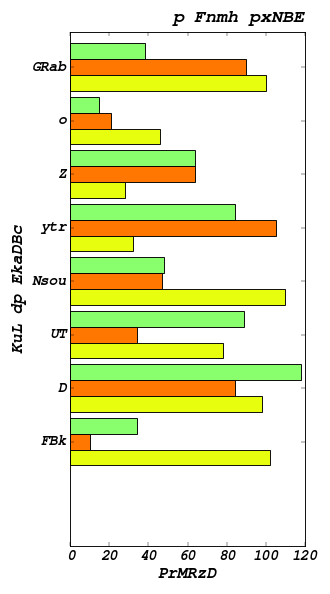 p Fnmh pxNBE
GRab
o
Z
ytr
Nsou
UT
D
FBk
KuL dp EkaDBc
0 20 40 60 80 100 120
PrMRzD